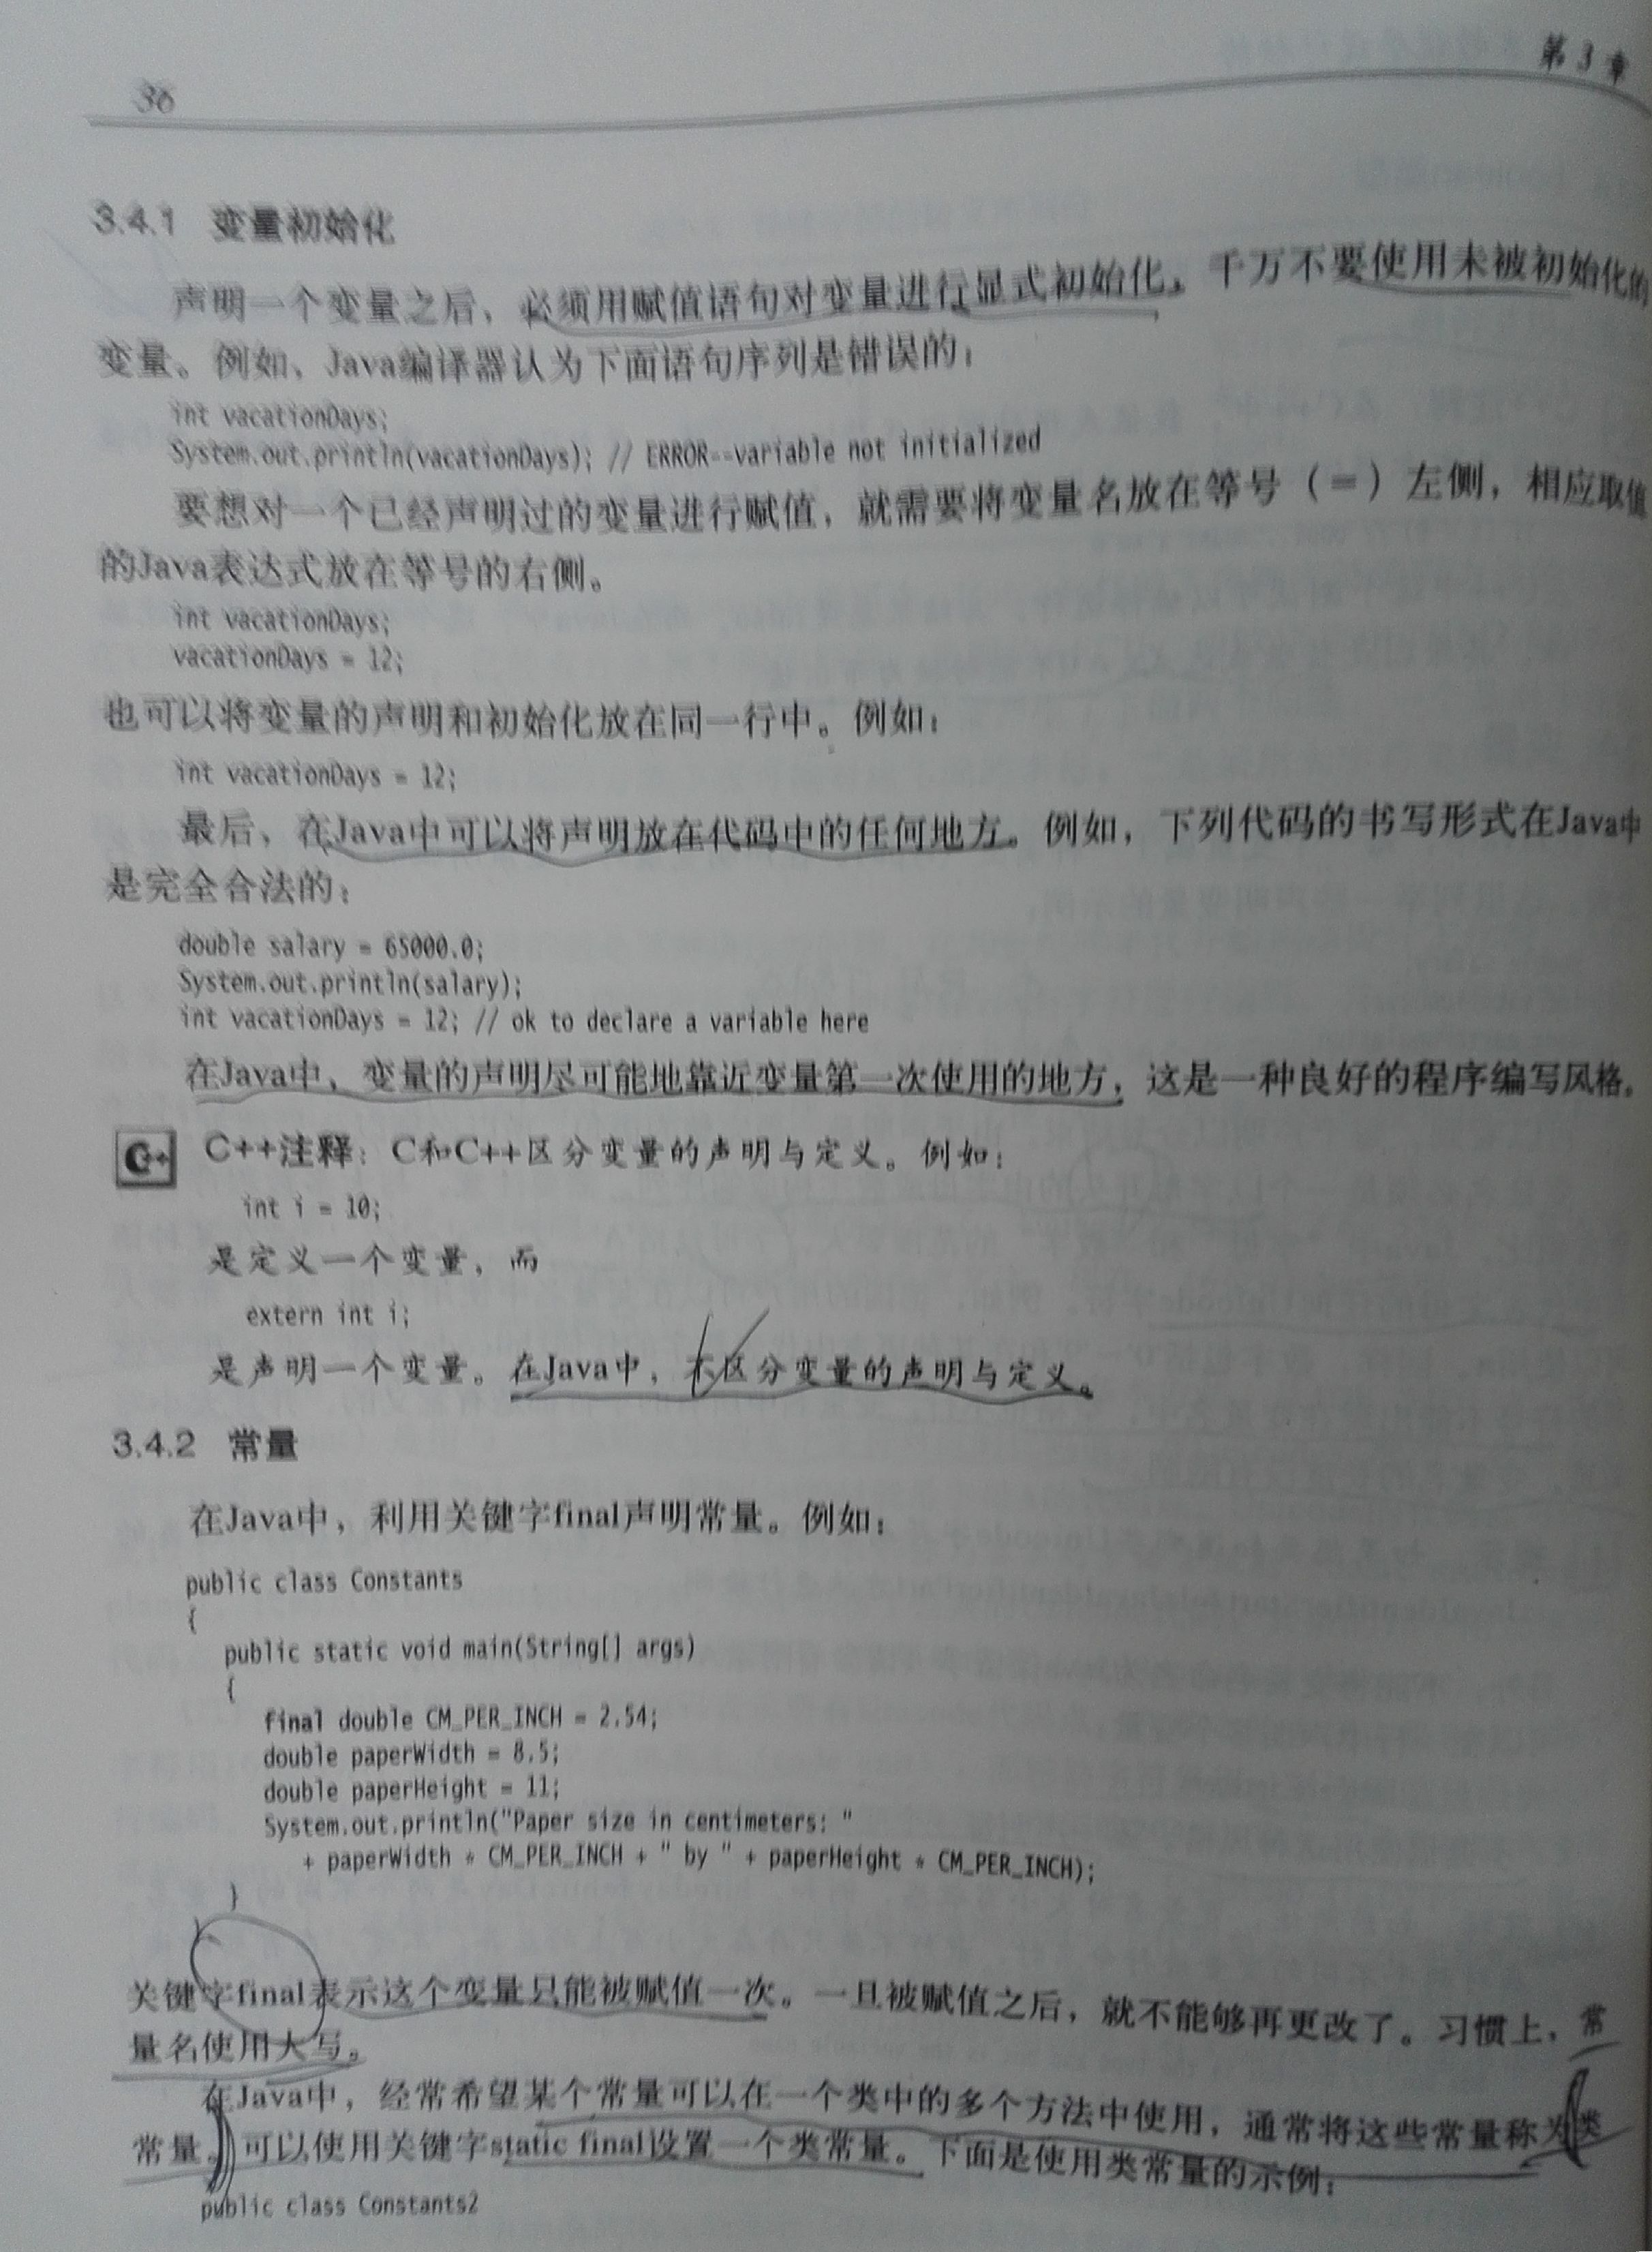 36
第3章
3.4.1 变量初始化
声明一个变量之后，必须用赋值语句对变量进行显式初始化。千万不要使用未被初始化的
变量。例如，Java编译器认为下面语句序列是错误的：
int vacationDays;
System.out.println(vacationDays); // ERROR--variable not initialized
要想对一个已经声明过的变量进行赋值，就需要将变量名放在等号（=）左侧，相应取值
的Java表达式放在等号的右侧。
int vacationDays;
vacationDays = 12;
也可以将变量的声明和初始化放在同一行中。例如：
int vacationDays = 12;
最后，在Java中可以将声明放在代码中的任何地方。例如，下列代码的书写形式在Java中
是完全合法的：
double salary = 65000.0;
System.out.println(salary);
int vacationDays = 12; // ok to declare a variable here
在Java中，变量的声明尽可能地靠近变量第一次使用的地方，这是一种良好的程序编写风格。
C++ C++注释：C和C++区分变量的声明与定义。例如：
int i = 10;
是定义一个变量，而
extern int i;
是声明一个变量。在Java中，不区分变量的声明与定义。
3.4.2 常量
在Java中，利用关键字final声明常量。例如：
public class Constants
{
public static void main(String[] args)
{
final double CM_PER_INCH = 2.54;
double paperWidth = 8.5;
double paperHeight = 11;
System.out.println("Paper size in centimeters: "
+ paperWidth * CM_PER_INCH + " by " + paperHeight * CM_PER_INCH);
}
}
关键字final表示这个变量只能被赋值一次。一旦被赋值之后，就不能够再更改了。习惯上，常
量名使用大写。
在Java中，经常希望某个常量可以在一个类中的多个方法中使用，通常将这些常量称为类
常量。可以使用关键字static final设置一个类常量。下面是使用类常量的示例：
public class Constants2